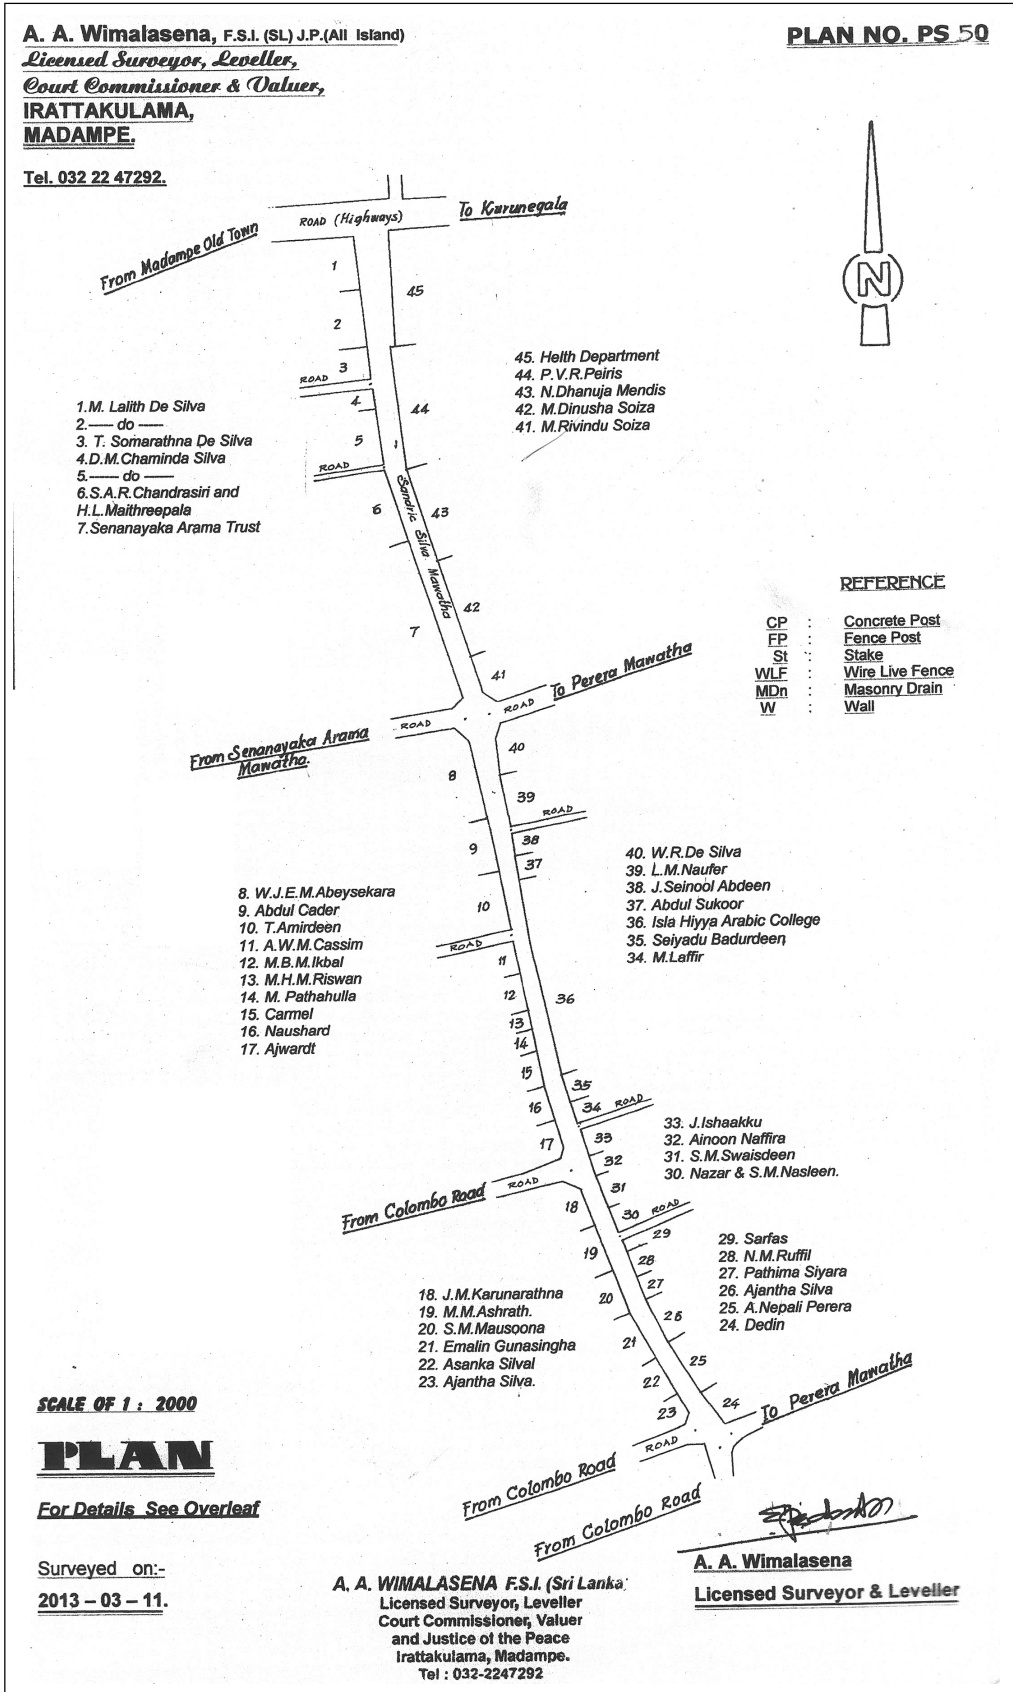 A. A. Wimalasena, F.S.I. (SL) J.P.(All Island)
Licensed Surveyor, Leveller,
Court Commissioner & Valuer,
IRATTAKULAMA,
MADAMPE.
Tel. 032 22 47292.
PLAN NO. PS 50
N
ROAD (Highways)
To Kurunegala
From Madampe Old Town
1
45
2
3
ROAD
4
44
5
ROAD
6
43
Sandric Silva Mawatha
42
7
41
1.M. Lalith De Silva
2.---- do ----
3. T. Somarathna De Silva
4.D.M.Chaminda Silva
5.---- do ----
6.S.A.R.Chandrasiri and
H.L.Maithreepala
7.Senanayaka Arama Trust
45. Helth Department
44. P.V.R.Peiris
43. N.Dhanuja Mendis
42. M.Dinusha Soiza
41. M.Rivindu Soiza
REFERENCE
CP : Concrete Post
FP : Fence Post
St : Stake
WLF : Wire Live Fence
MDn : Masonry Drain
W : Wall
ROAD
To Perera Mawatha
ROAD
From Senanayaka Arama
Mawatha.
40
8
39
ROAD
38
9
37
10
ROAD
11
12
36
13
14
15
35
16
34
ROAD
17
33
32
8. W.J.E.M.Abeysekara
9. Abdul Cader
10. T.Amirdeen
11. A.W.M.Cassim
12. M.B.M.Ikbal
13. M.H.M.Riswan
14. M. Pathahulla
15. Carmel
16. Naushard
17. Ajwardt
40. W.R.De Silva
39. L.M.Naufer
38. J.Seinool Abdeen
37. Abdul Sukoor
36. Isla Hiyya Arabic College
35. Seiyadu Badurdeen
34. M.Laffir
33. J.Ishaakku
32. Ainoon Naffira
31. S.M.Swaisdeen
30. Nazar & S.M.Nasleen.
ROAD
From Colombo Road
31
18
30
ROAD
29
19
28
27
20
26
21
25
22
24
23
29. Sarfas
28. N.M.Ruffil
27. Pathima Siyara
26. Ajantha Silva
25. A.Nepali Perera
24. Dedin
18. J.M.Karunarathna
19. M.M.Ashrath.
20. S.M.Mausoona
21. Emalin Gunasingha
22. Asanka Silval
23. Ajantha Silva.
To Perera Mawatha
ROAD
From Colombo Road
From Colombo Road
SCALE OF 1 : 2000
PLAN
For Details See Overleaf
Surveyed on:-
2013 – 03 – 11.
A. A. WIMALASENA F.S.I. (Sri Lanka)
Licensed Surveyor, Leveller
Court Commissioner, Valuer
and Justice of the Peace
Irattakulama, Madampe.
Tel : 032-2247292
A. A. Wimalasena
Licensed Surveyor & Leveller